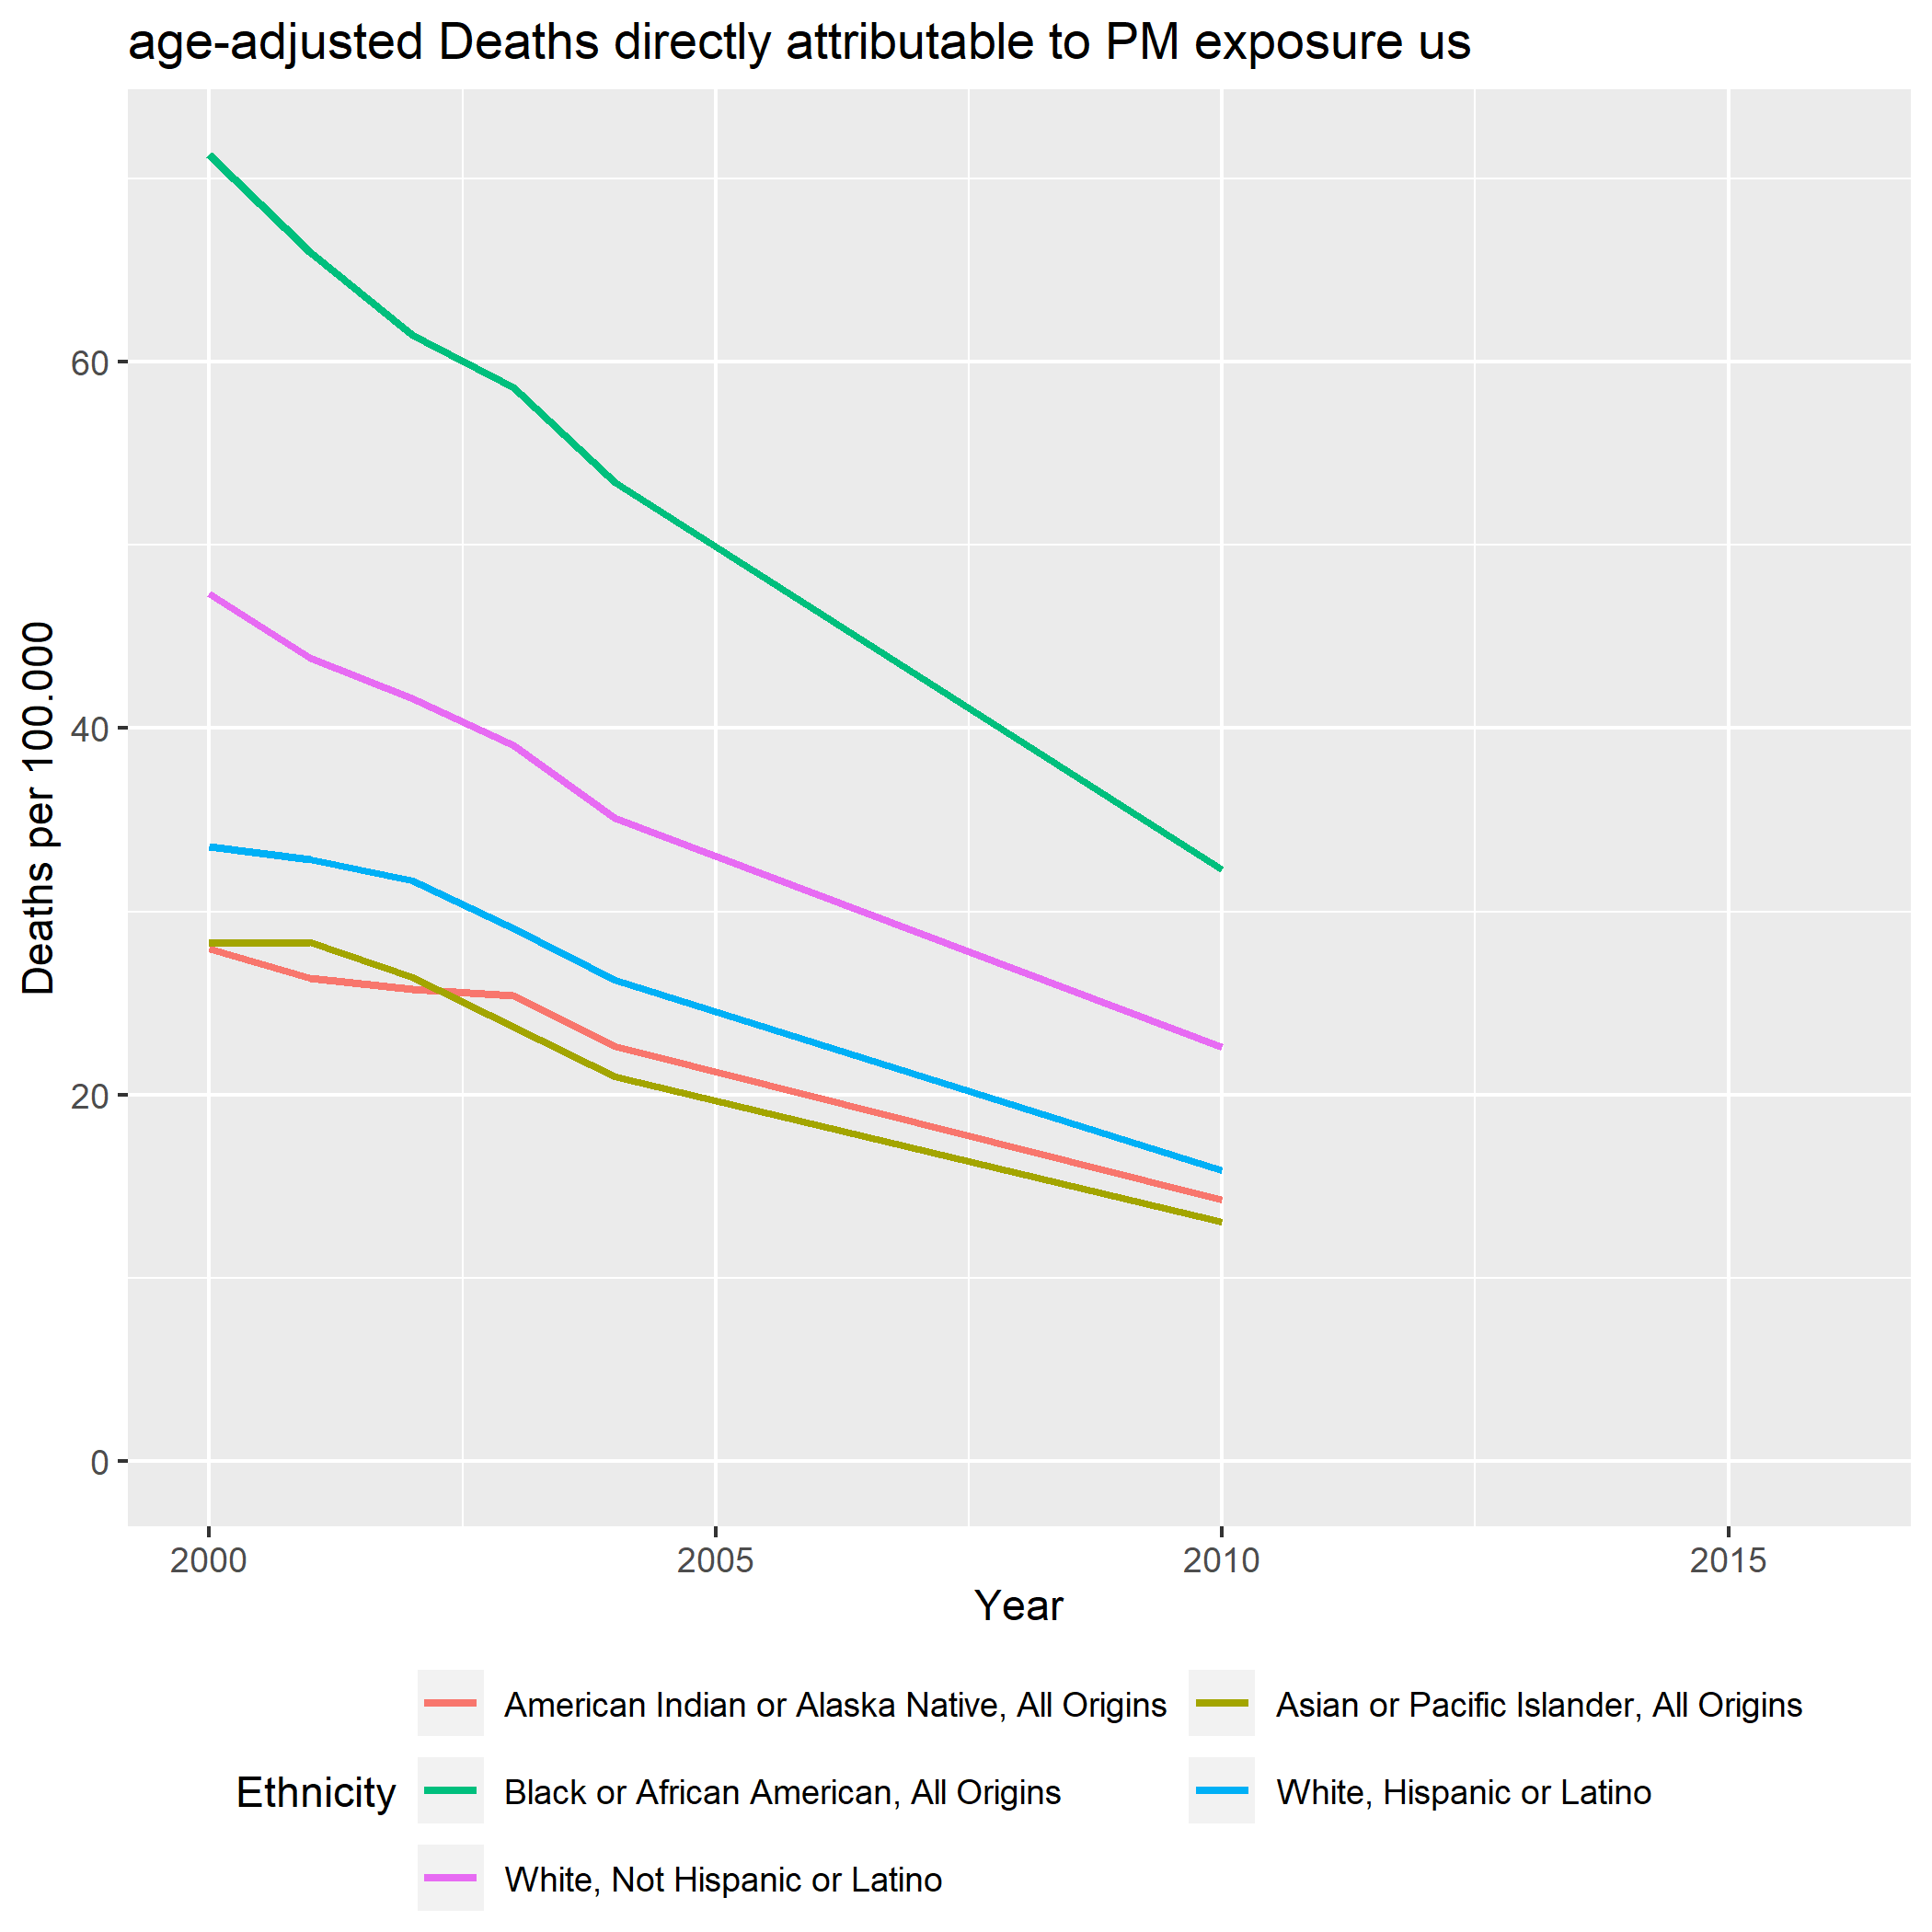 age-adjusted Deaths directly attributable to PM exposure us
Deaths per 100.000
60
40
20
0
2000 2005 2010 2015
Year
Ethnicity
American Indian or Alaska Native, All Origins
Asian or Pacific Islander, All Origins
Black or African American, All Origins
White, Hispanic or Latino
White, Not Hispanic or Latino